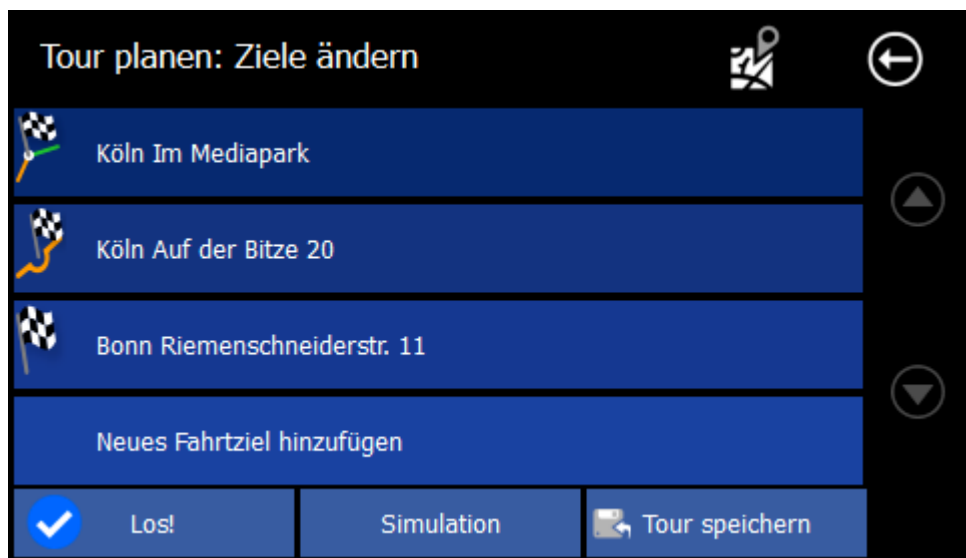 Tour planen: Ziele ändern
Köln Im Mediapark
Köln Auf der Bitze 20
Bonn Riemenschneiderstr. 11
Neues Fahrtziel hinzufügen
Los!
Simulation
Tour speichern